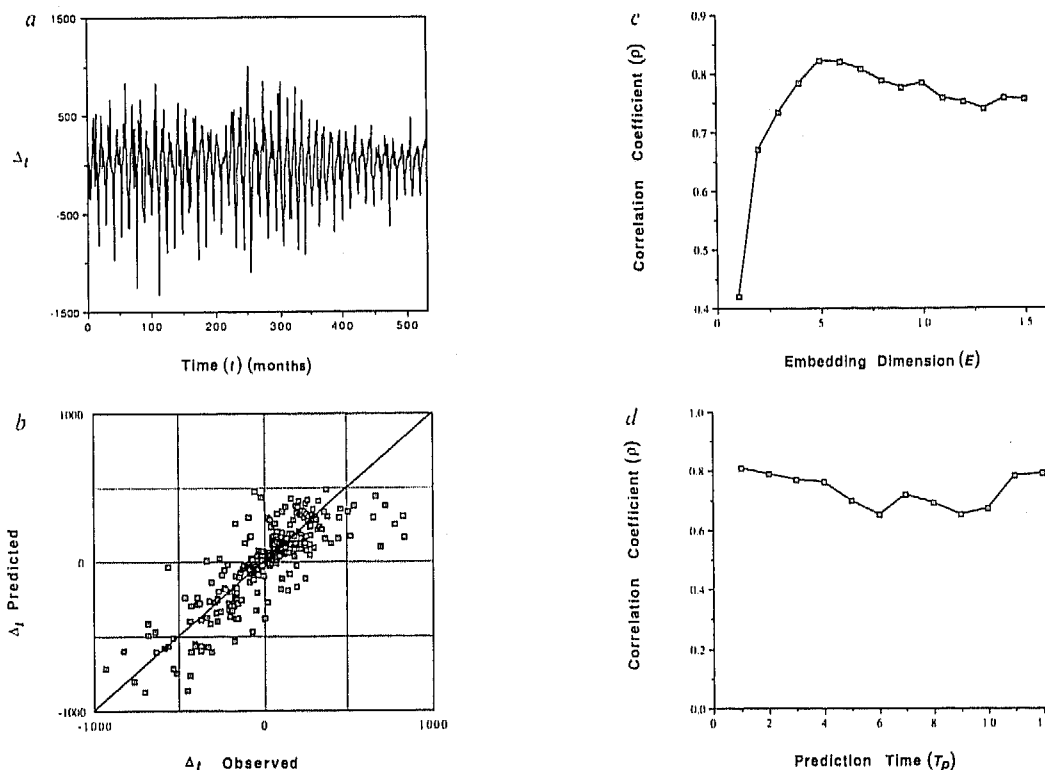 a
1500
500
-500
-1500
Δt
0 100 200 300 400 500
Time (t) (months)
b
1000
0
-1000
Δt Predicted
-1000 0 1000
Δt Observed
c
0.9
0.8
0.7
0.6
0.5
0.4
Correlation Coefficient (ρ)
0 5 10 15
Embedding Dimension (E)
d
1.0
0.8
0.6
0.4
0.2
0.0
Correlation Coefficient (ρ)
0 2 4 6 8 10 12
Prediction Time (Tp)